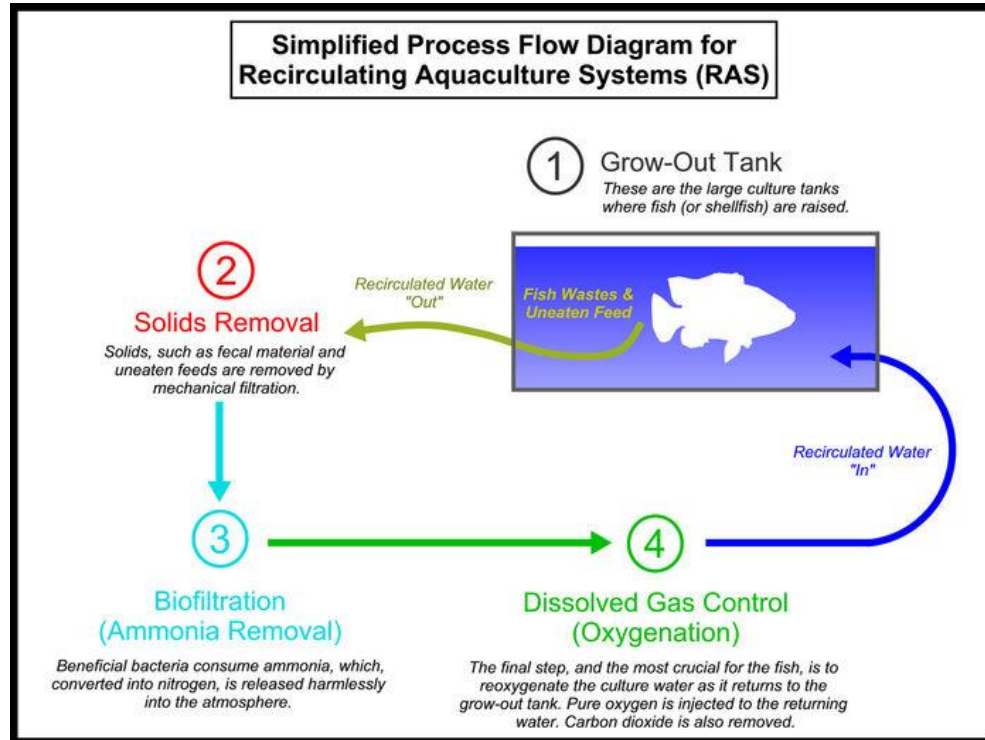 Simplified Process Flow Diagram for
Recirculating Aquaculture Systems (RAS)
1
Grow-Out Tank
These are the large culture tanks
where fish (or shellfish) are raised.
2
Solids Removal
Solids, such as fecal material and
uneaten feeds are removed by
mechanical filtration.
Recirculated Water
"Out"
Fish Wastes &
Uneaten Feed
Recirculated Water
"In"
3
Biofiltration
(Ammonia Removal)
Beneficial bacteria consume ammonia, which,
converted into nitrogen, is released harmlessly
into the atmosphere.
4
Dissolved Gas Control
(Oxygenation)
The final step, and the most crucial for the fish, is to
reoxygenate the culture water as it returns to the
grow-out tank. Pure oxygen is injected to the returning
water. Carbon dioxide is also removed.